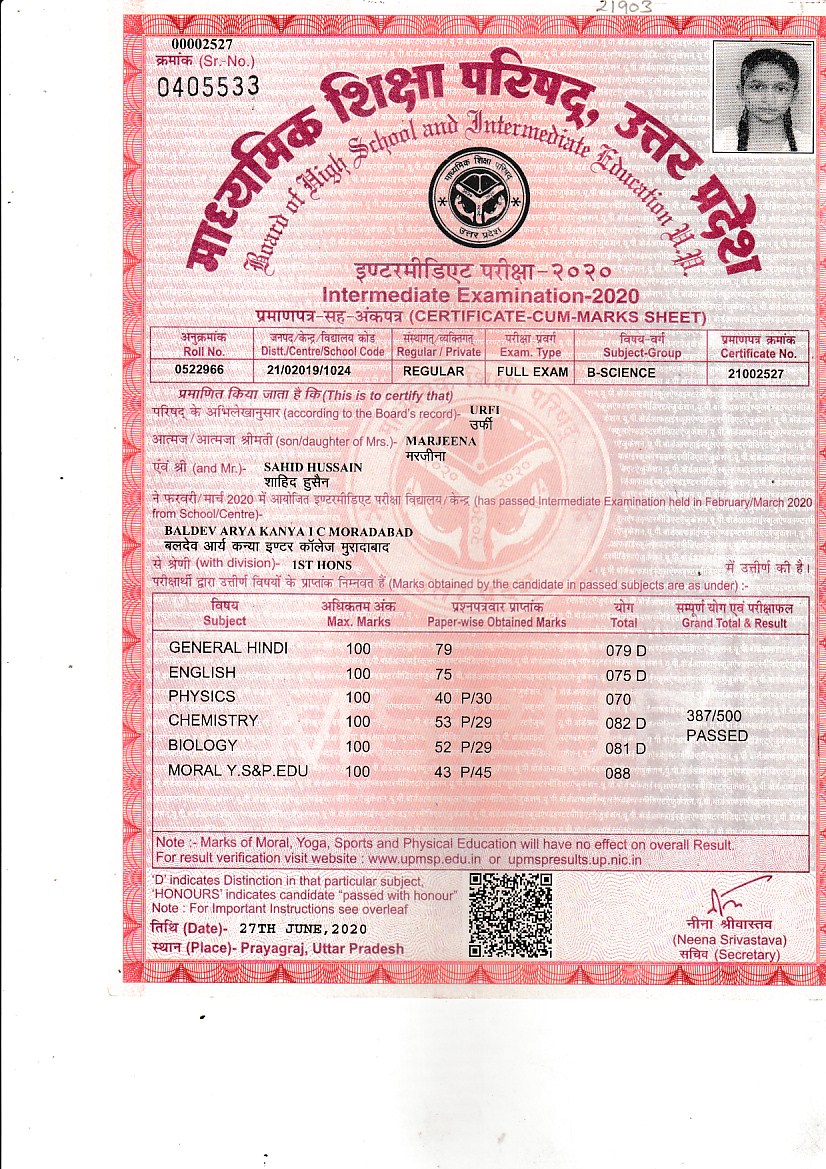 21903
00002527
क्रमांक (Sr. No.)
0405533
माध्यमिक शिक्षा परिषद्, उत्तर प्रदेश
Board of High School and Intermediate Education U.P.
माध्यमिक शिक्षा परिषद्
उत्तर प्रदेश
इण्टरमीडिएट परीक्षा-२०२०
Intermediate Examination-2020
प्रमाणपत्र-सह-अंकपत्र (CERTIFICATE-CUM-MARKS SHEET)
अनुक्रमांक जनपद/केन्द्र/विद्यालय कोड संस्थागत/व्यक्तिगत परीक्षा प्रवर्ग विषय-वर्ग प्रमाणपत्र क्रमांक
Roll No. Distt./Centre/School Code Regular / Private Exam. Type Subject-Group Certificate No.
0522966 21/02019/1024 REGULAR FULL EXAM B-SCIENCE 21002527
प्रमाणित किया जाता है कि (This is to certify that)
परिषद् के अभिलेखानुसार (according to the Board's record)- URFI
उर्फी
आत्मज/आत्मजा श्रीमती (son/daughter of Mrs.)- MARJEENA
मरजीना
एवं श्री (and Mr.)- SAHID HUSSAIN
शाहिद हुसैन
ने फरवरी/मार्च 2020 में आयोजित इण्टरमीडिएट परीक्षा विद्यालय/केन्द्र (has passed Intermediate Examination held in February/March 2020
from School/Centre)-
BALDEV ARYA KANYA I C MORADABAD
बलदेव आर्य कन्या इण्टर कॉलेज मुरादाबाद
से श्रेणी (with division)- 1ST HONS में उत्तीर्ण की है।
परीक्षार्थी द्वारा उत्तीर्ण विषयों के प्राप्तांक निम्नवत हैं (Marks obtained by the candidate in passed subjects are as under) :-
विषय अधिकतम अंक प्रश्नपत्रवार प्राप्तांक योग सम्पूर्ण योग एवं परीक्षाफल
Subject Max. Marks Paper-wise Obtained Marks Total Grand Total & Result
GENERAL HINDI 100 79 079 D
ENGLISH 100 75 075 D
PHYSICS 100 40 P/30 070
CHEMISTRY 100 53 P/29 082 D
387/500
PASSED
BIOLOGY 100 52 P/29 081 D
MORAL Y.S&P.EDU 100 43 P/45 088
Note :- Marks of Moral, Yoga, Sports and Physical Education will have no effect on overall Result.
For result verification visit website : www.upmsp.edu.in or upmspresults.up.nic.in
'D' indicates Distinction in that particular subject,
'HONOURS' indicates candidate "passed with honour"
Note : For Important Instructions see overleaf
तिथि (Date)- 27TH JUNE,2020
स्थान (Place)- Prayagraj, Uttar Pradesh
नीना श्रीवास्तव
(Neena Srivastava)
सचिव (Secretary)